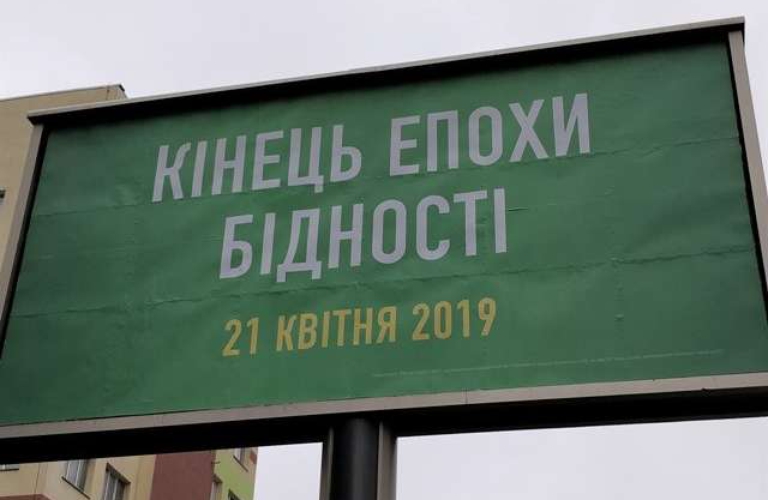 КІНЕЦЬ ЕПОХИ
БІДНОСТІ
21 КВІТНЯ 2019